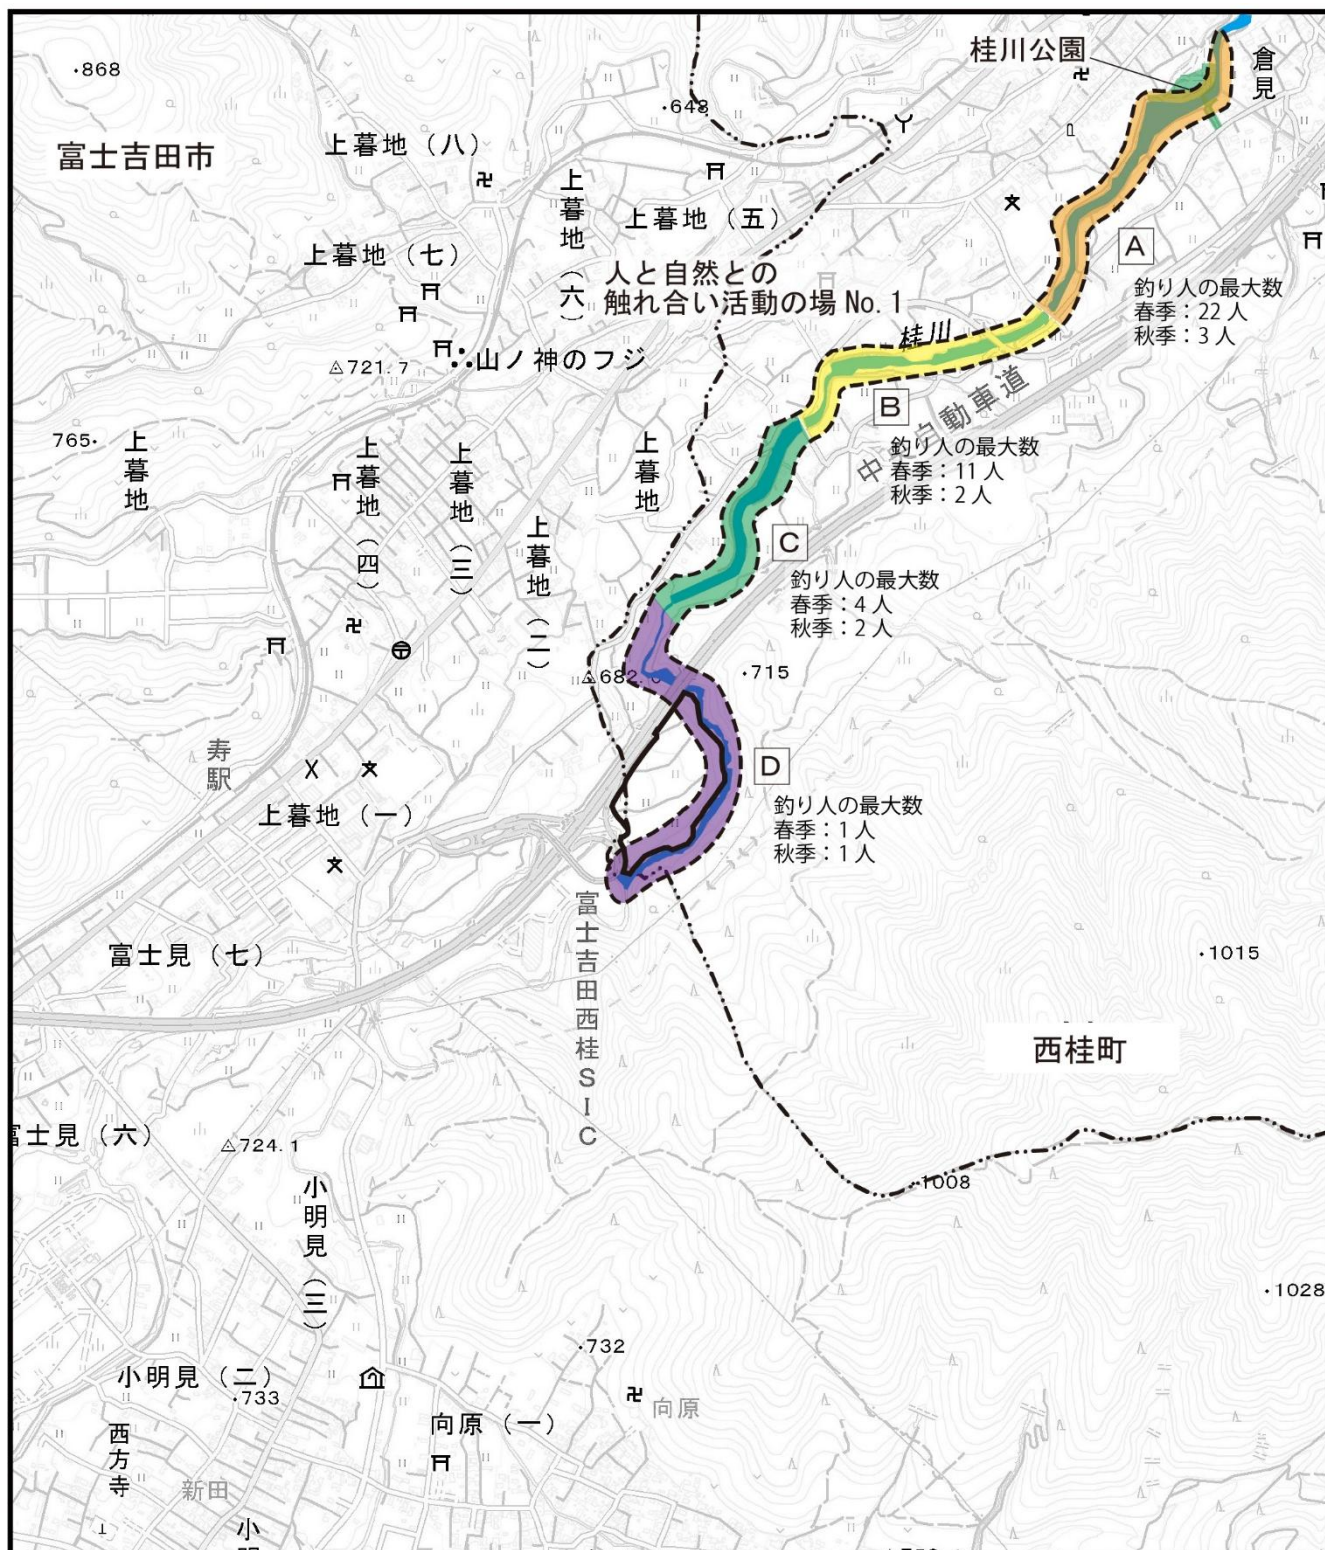 桂川公園
倉見
・868
・648
富士吉田市
上暮地（八）
上暮地（六）
上暮地（五）
上暮地（七）
人と自然との
触れ合い活動の場 No. 1
A
釣り人の最大数
春季：22 人
秋季：3 人
桂川
山ノ神のフジ
721.7
B
中央自動車道
釣り人の最大数
春季：11 人
秋季：2 人
765・
上暮地
上暮地（四）
上暮地（三）
上暮地（二）
上暮地
C
釣り人の最大数
春季：4 人
秋季：2 人
・715
寿駅
D
釣り人の最大数
春季：1 人
秋季：1 人
上暮地（一）
富士見（七）
富士吉田西桂SIC
・1015
西桂町
富士見（六）
724.1
・1008
小明見（三）
・1028
・732
小明見（二）
・733
向原
向原（一）
西方寺
新田